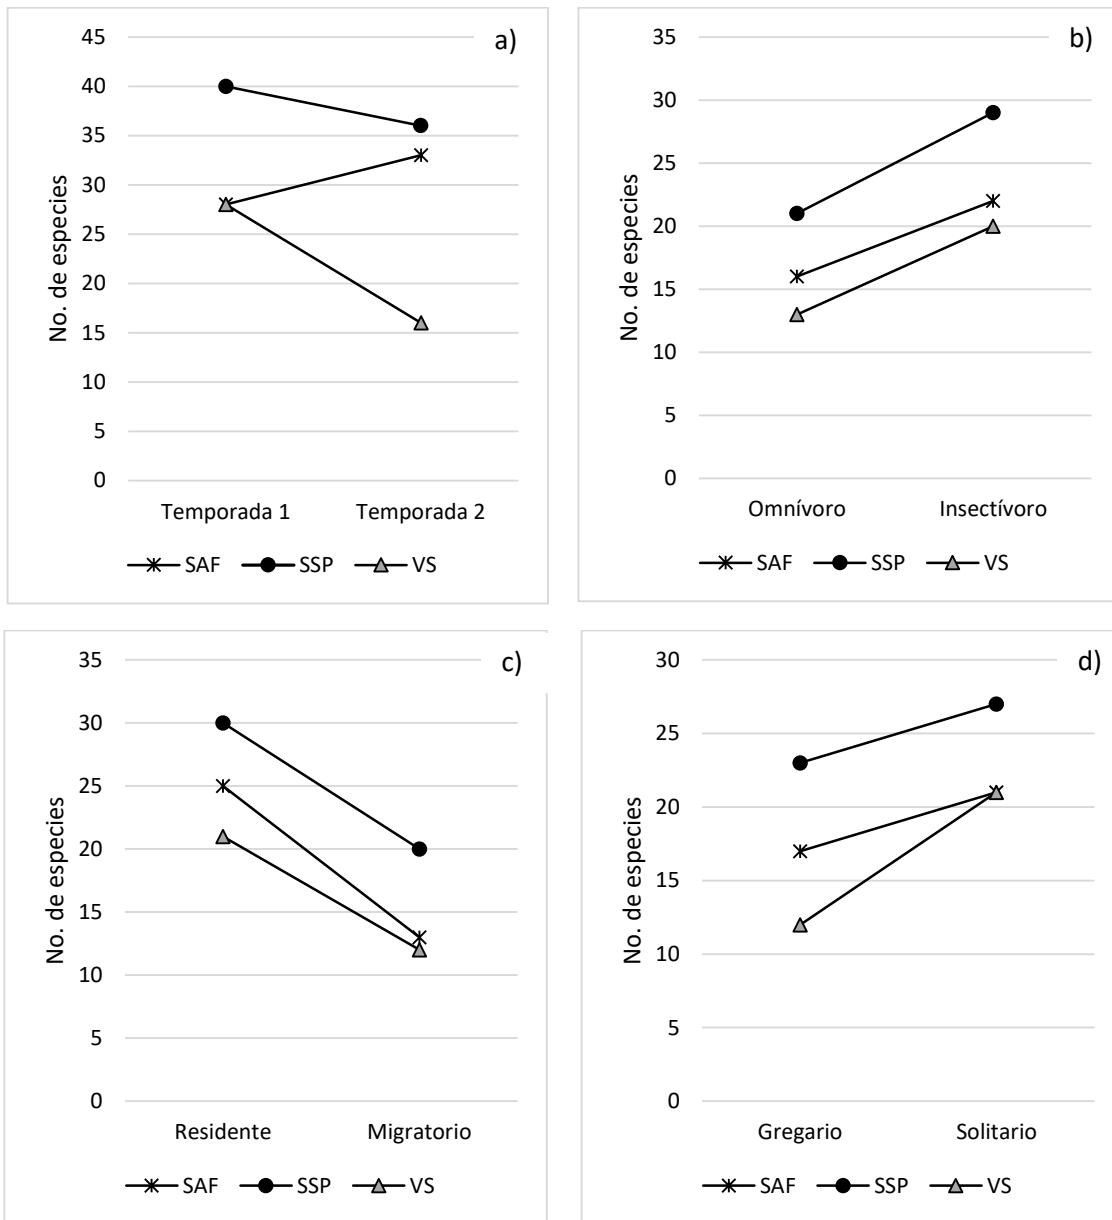 a)
No. de especies
45
40
35
30
25
20
15
10
5
0
Temporada 1 Temporada 2
SAF SSP VS
b)
No. de especies
35
30
25
20
15
10
5
0
Omnívoro Insectívoro
SAF SSP VS
c)
No. de especies
35
30
25
20
15
10
5
0
Residente Migratorio
SAF SSP VS
d)
No. de especies
30
25
20
15
10
5
0
Gregario Solitario
SAF SSP VS